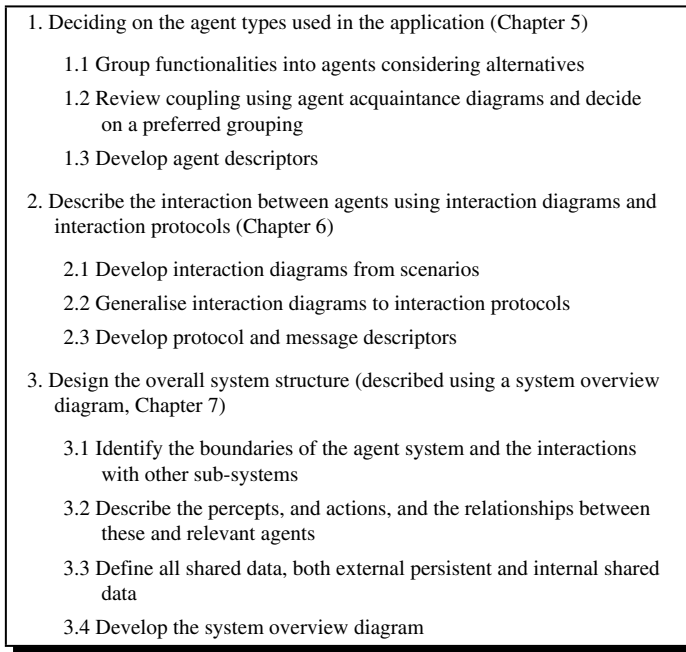 1. Deciding on the agent types used in the application (Chapter 5)
1.1 Group functionalities into agents considering alternatives
1.2 Review coupling using agent acquaintance diagrams and decide
on a preferred grouping
1.3 Develop agent descriptors
2. Describe the interaction between agents using interaction diagrams and
interaction protocols (Chapter 6)
2.1 Develop interaction diagrams from scenarios
2.2 Generalise interaction diagrams to interaction protocols
2.3 Develop protocol and message descriptors
3. Design the overall system structure (described using a system overview
diagram, Chapter 7)
3.1 Identify the boundaries of the agent system and the interactions
with other sub-systems
3.2 Describe the percepts, and actions, and the relationships between
these and relevant agents
3.3 Define all shared data, both external persistent and internal shared
data
3.4 Develop the system overview diagram